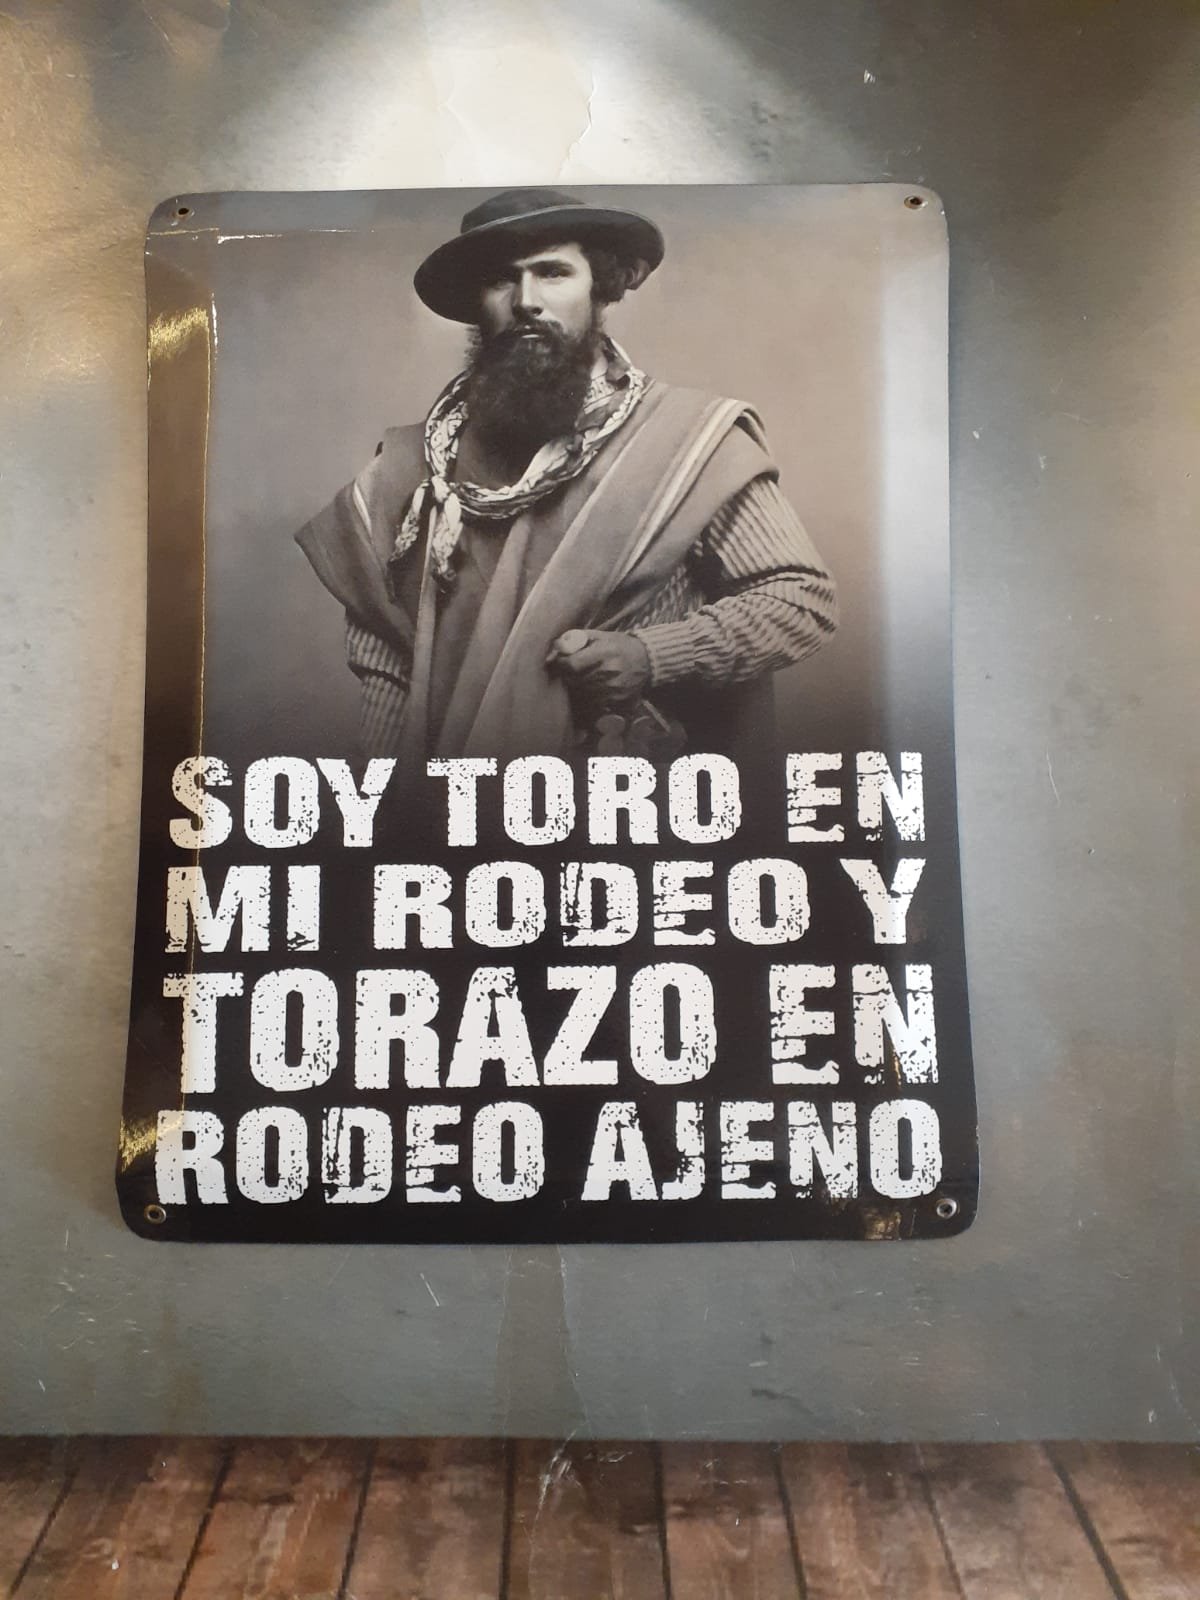 SOY TORO EN
MI RODEO Y
TORAZO EN
RODEO AJENO